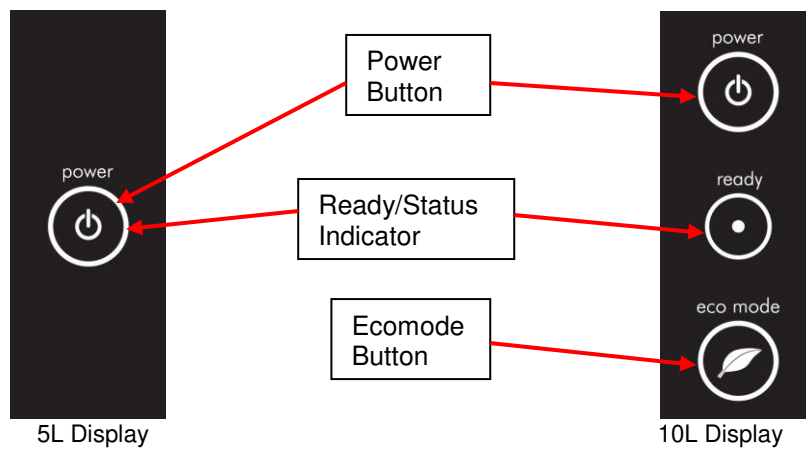 Power
Button
power
power
Ready/Status
Indicator
ready
Ecomode
Button
eco mode
5L Display
10L Display